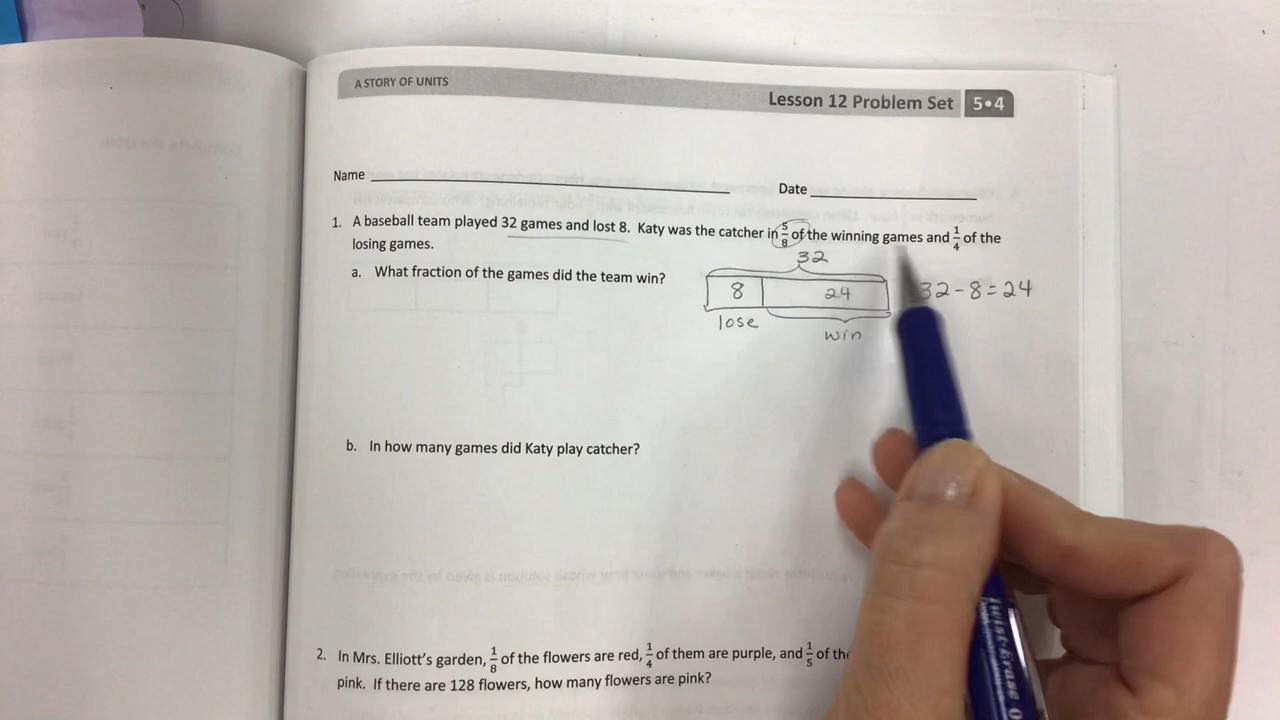 A STORY OF UNITS
Lesson 12 Problem Set 5•4
Name
Date
1. A baseball team played 32 games and lost 8. Katy was the catcher in 5/8 of the winning games and 1/4 of the
losing games.
32
a. What fraction of the games did the team win?
8 24
32-8=24
lose
win
b. In how many games did Katy play catcher?
2. In Mrs. Elliott's garden, 1/8 of the flowers are red, 1/4 of them are purple, and 1/5 of the
pink. If there are 128 flowers, how many flowers are pink?
Twist-Erase